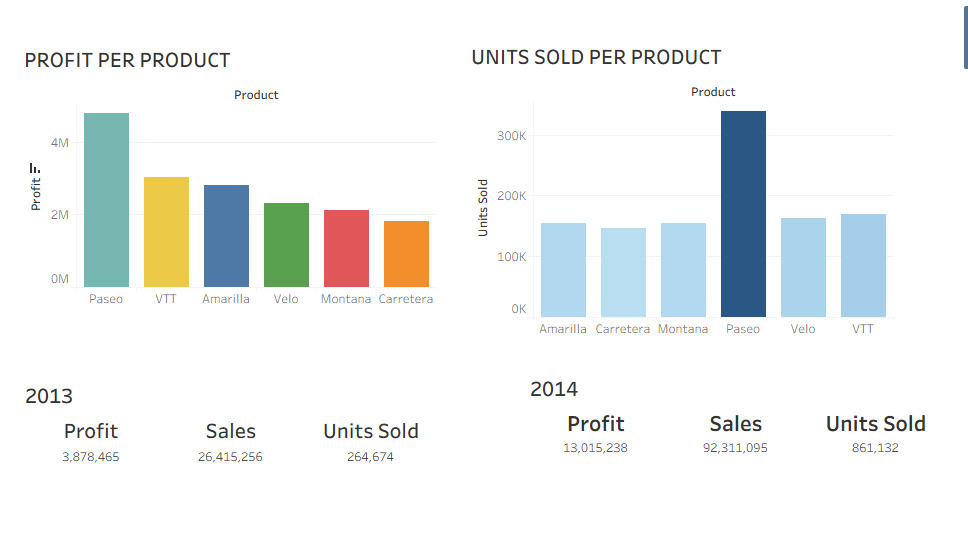 PROFIT PER PRODUCT
Product
Profit
4M
2M
0M
Paseo VTT Amarilla Velo Montana Carretera
UNITS SOLD PER PRODUCT
Product
Units Sold
300K
200K
100K
0K
Amarilla Carretera Montana Paseo Velo VTT
2013
Profit Sales Units Sold
3,878,465 26,415,256 264,674
2014
Profit Sales Units Sold
13,015,238 92,311,095 861,132